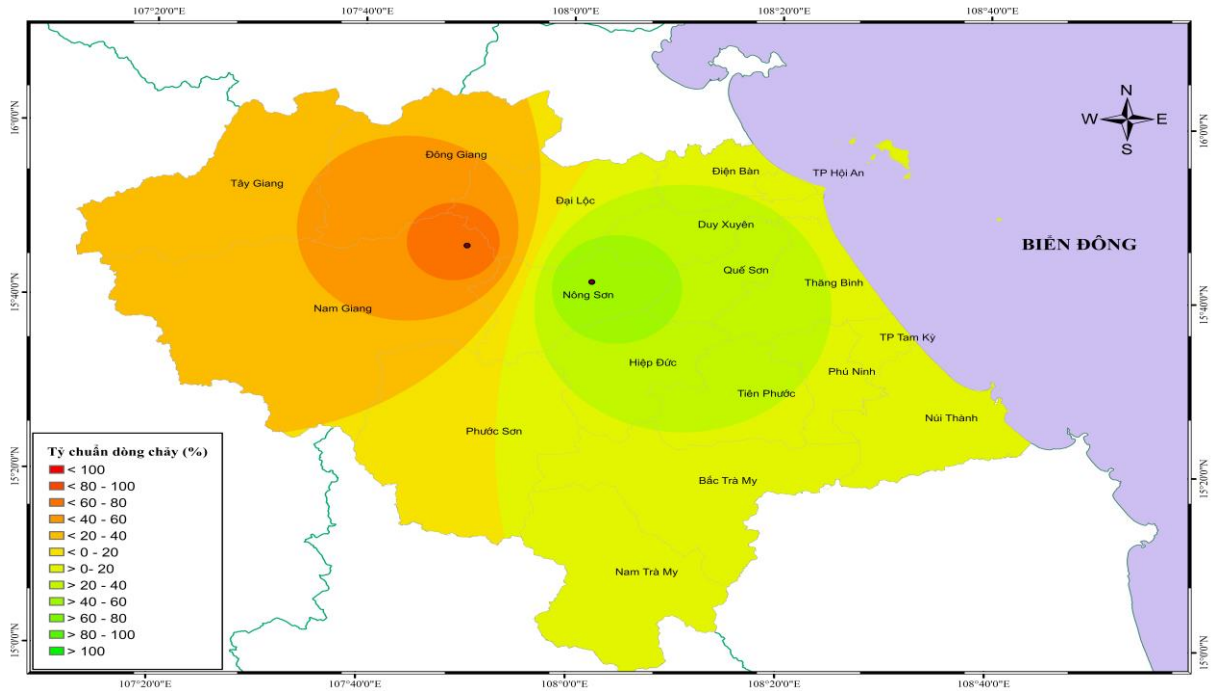 107°20'0"E 107°40'0"E 108°0'0"E 108°20'0"E 108°40'0"E
16°0'0"N 16°0'0"N
N
W E
S
Đông Giang
Điện Bàn
TP Hội An
Tây Giang
Đại Lộc
Duy Xuyên
BIỂN ĐÔNG
Quế Sơn
Thăng Bình
15°40'0"N 15°40'0"N
Nông Sơn
Nam Giang
TP Tam Kỳ
Hiệp Đức
Phú Ninh
Tiên Phước
Núi Thành
Phước Sơn
Tỷ chuẩn dòng chảy (%)
< 100
< 80 - 100
< 60 - 80
< 40 - 60
< 20 - 40
< 0 - 20
> 0- 20
> 20 - 40
> 40 - 60
> 60 - 80
> 80 - 100
> 100
15°20'0"N 15°20'0"N
Bắc Trà My
Nam Trà My
15°0'0"N 15°0'0"N
107°20'0"E 107°40'0"E 108°0'0"E 108°20'0"E 108°40'0"E